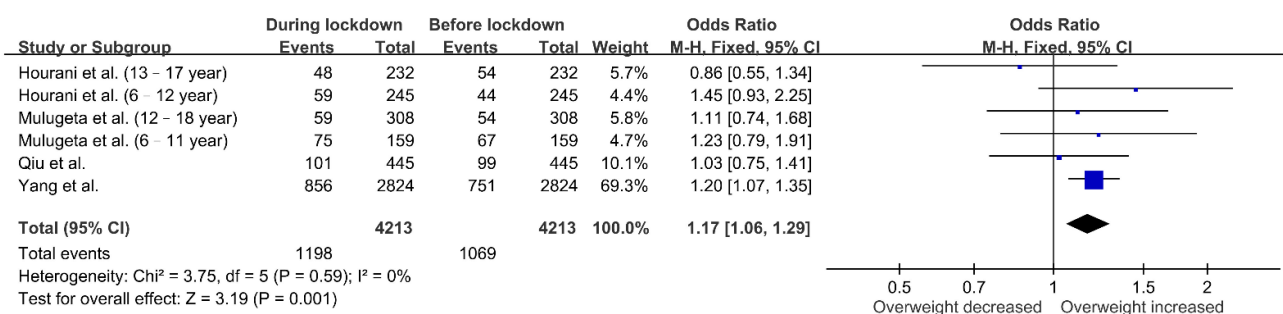 During lockdown Before lockdown Odds Ratio Odds Ratio
Study or Subgroup Events Total Events Total Weight M-H, Fixed, 95% CI M-H, Fixed, 95% CI
Hourani et al. (13 – 17 year) 48 232 54 232 5.7% 0.86 [0.55, 1.34]
Hourani et al. (6 – 12 year) 59 245 44 245 4.4% 1.45 [0.93, 2.25]
Mulugeta et al. (12 – 18 year) 59 308 54 308 5.8% 1.11 [0.74, 1.68]
Mulugeta et al. (6 – 11 year) 75 159 67 159 4.7% 1.23 [0.79, 1.91]
Qiu et al. 101 445 99 445 10.1% 1.03 [0.75, 1.41]
Yang et al. 856 2824 751 2824 69.3% 1.20 [1.07, 1.35]
Total (95% CI) 4213 4213 100.0% 1.17 [1.06, 1.29]
Total events 1198 1069
Heterogeneity: Chi² = 3.75, df = 5 (P = 0.59); I² = 0%
Test for overall effect: Z = 3.19 (P = 0.001)
0.5 0.7 1 1.5 2
Overweight decreased Overweight increased